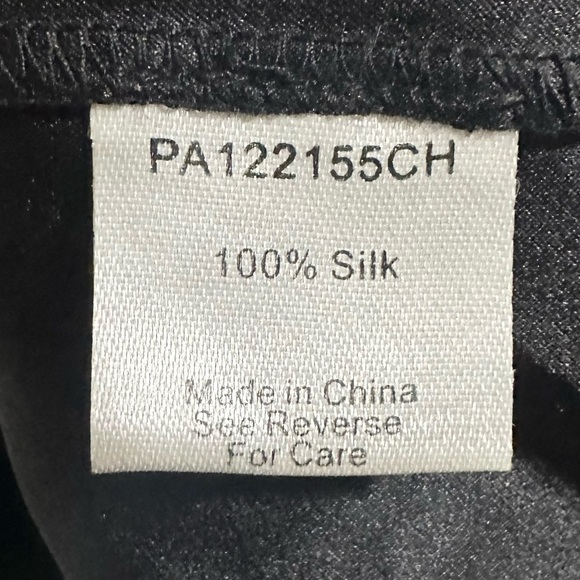 PA122155CH
100% Silk
Made in China
See Reverse
For Care